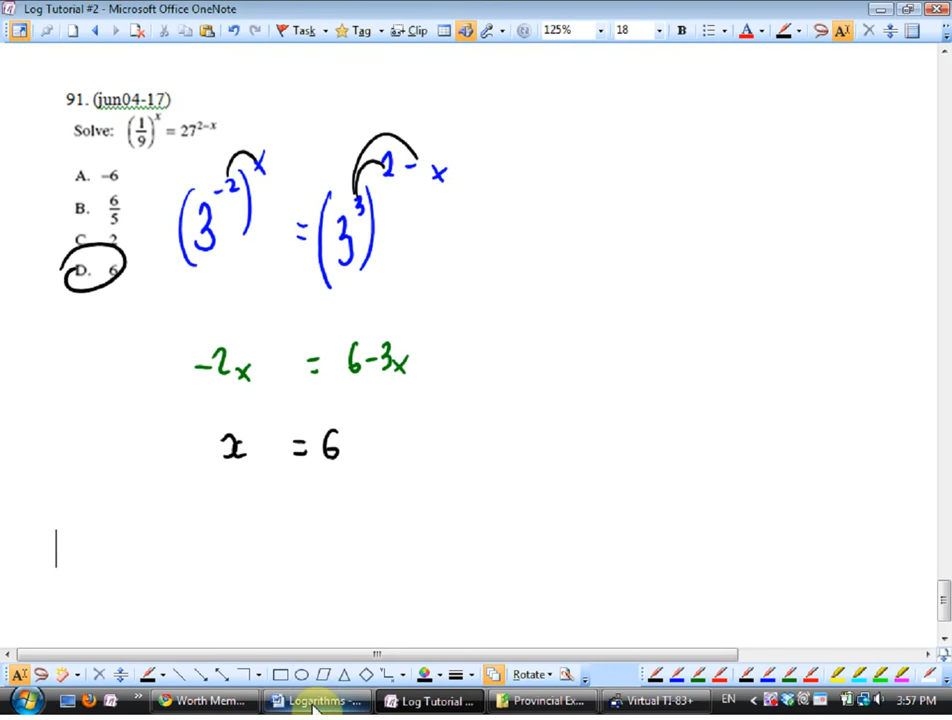 Log Tutorial #2 - Microsoft Office OneNote
Task Tag Clip 125% 18 B A
91. (jun04-17)
Solve: (1/9)^x = 27^(2-x)
A. -6
B. 6/5
C. 2
D. 6
(3^-2)^x = (3^3)^2-x
-2x = 6-3x
x = 6
Rotate
Worth Mem... Logarithms -... Log Tutorial ... Provincial Ex... Virtual TI-83+ EN 3:57 PM